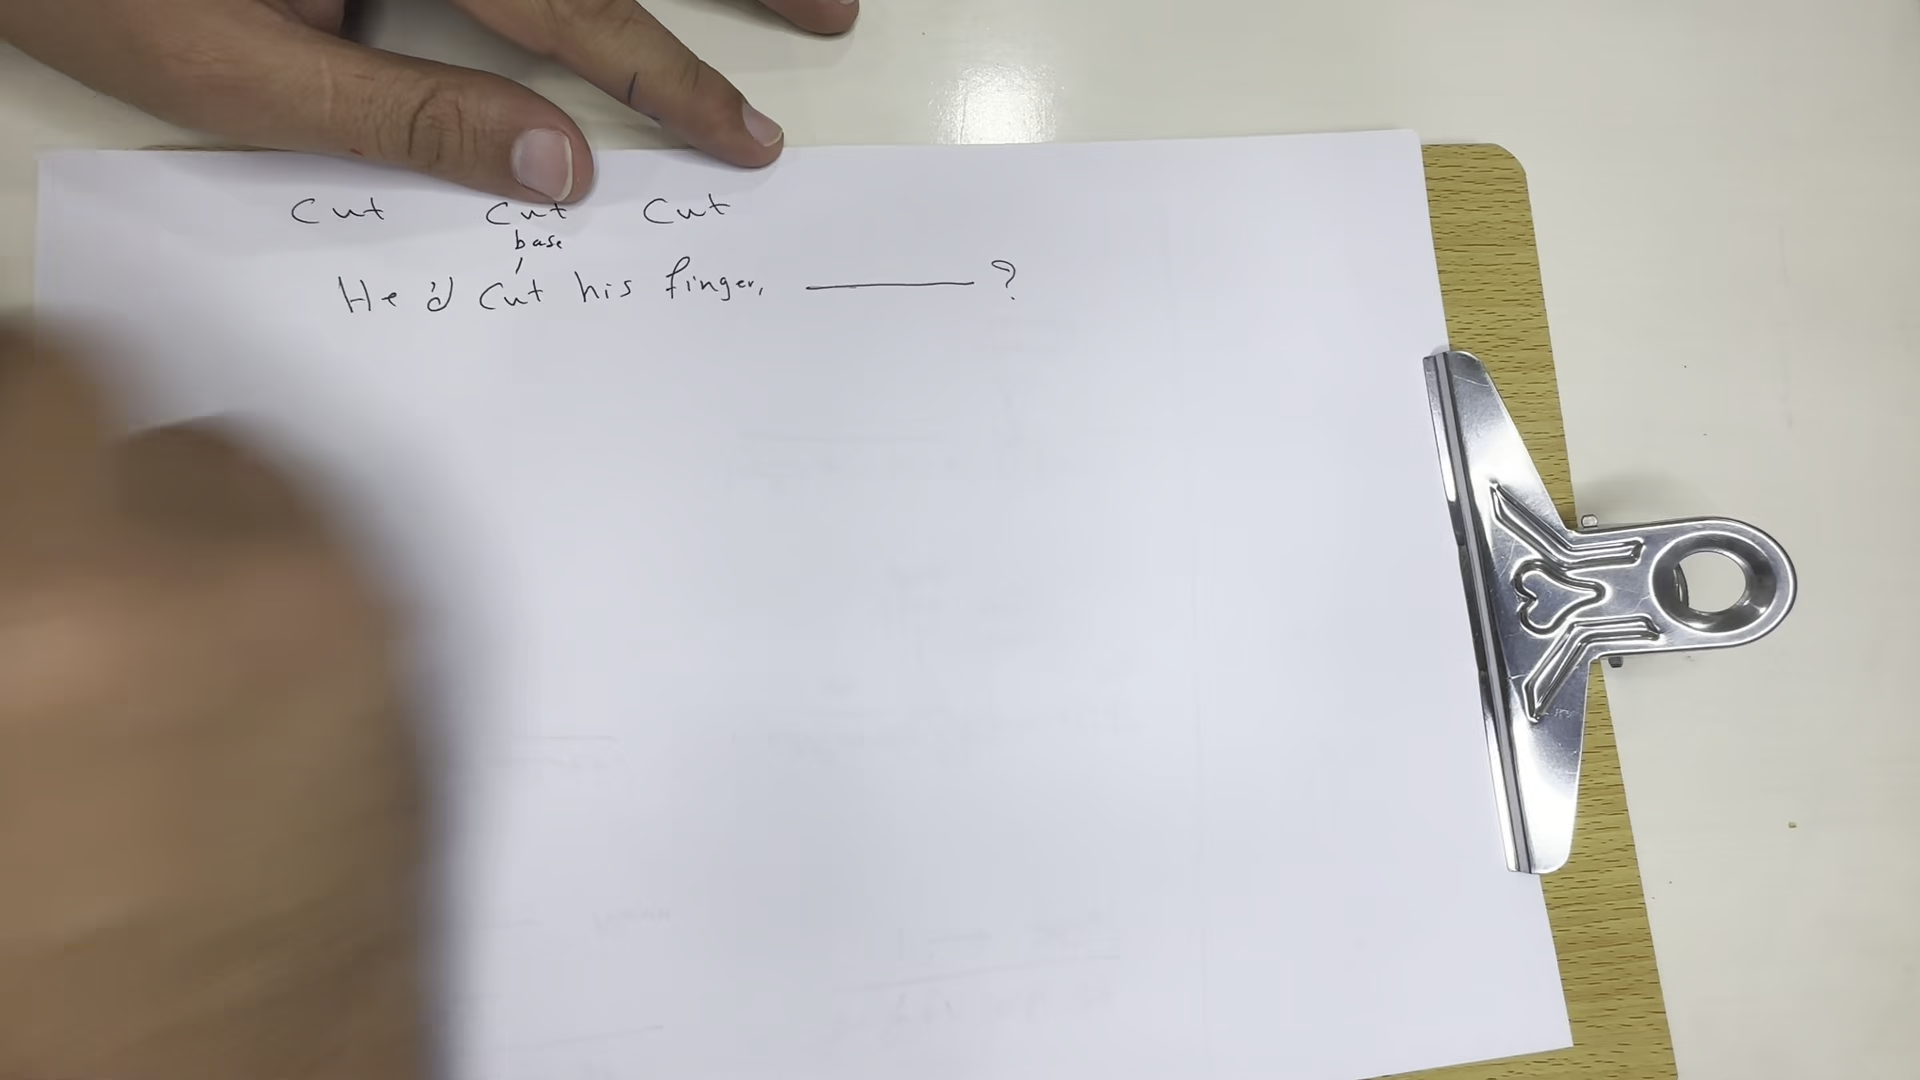 Cut Cut Cut
base
He'd Cut his finger, ______ ?